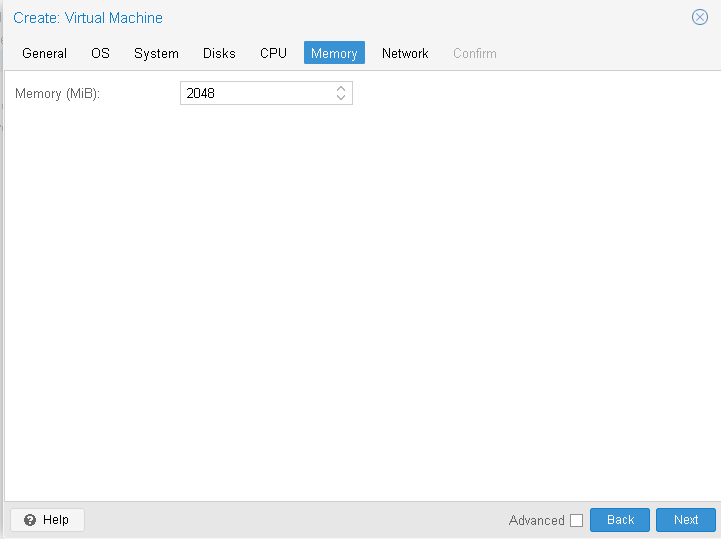 Create: Virtual Machine
General OS System Disks CPU Memory Network Confirm
Memory (MiB): 2048
Help Advanced Back Next